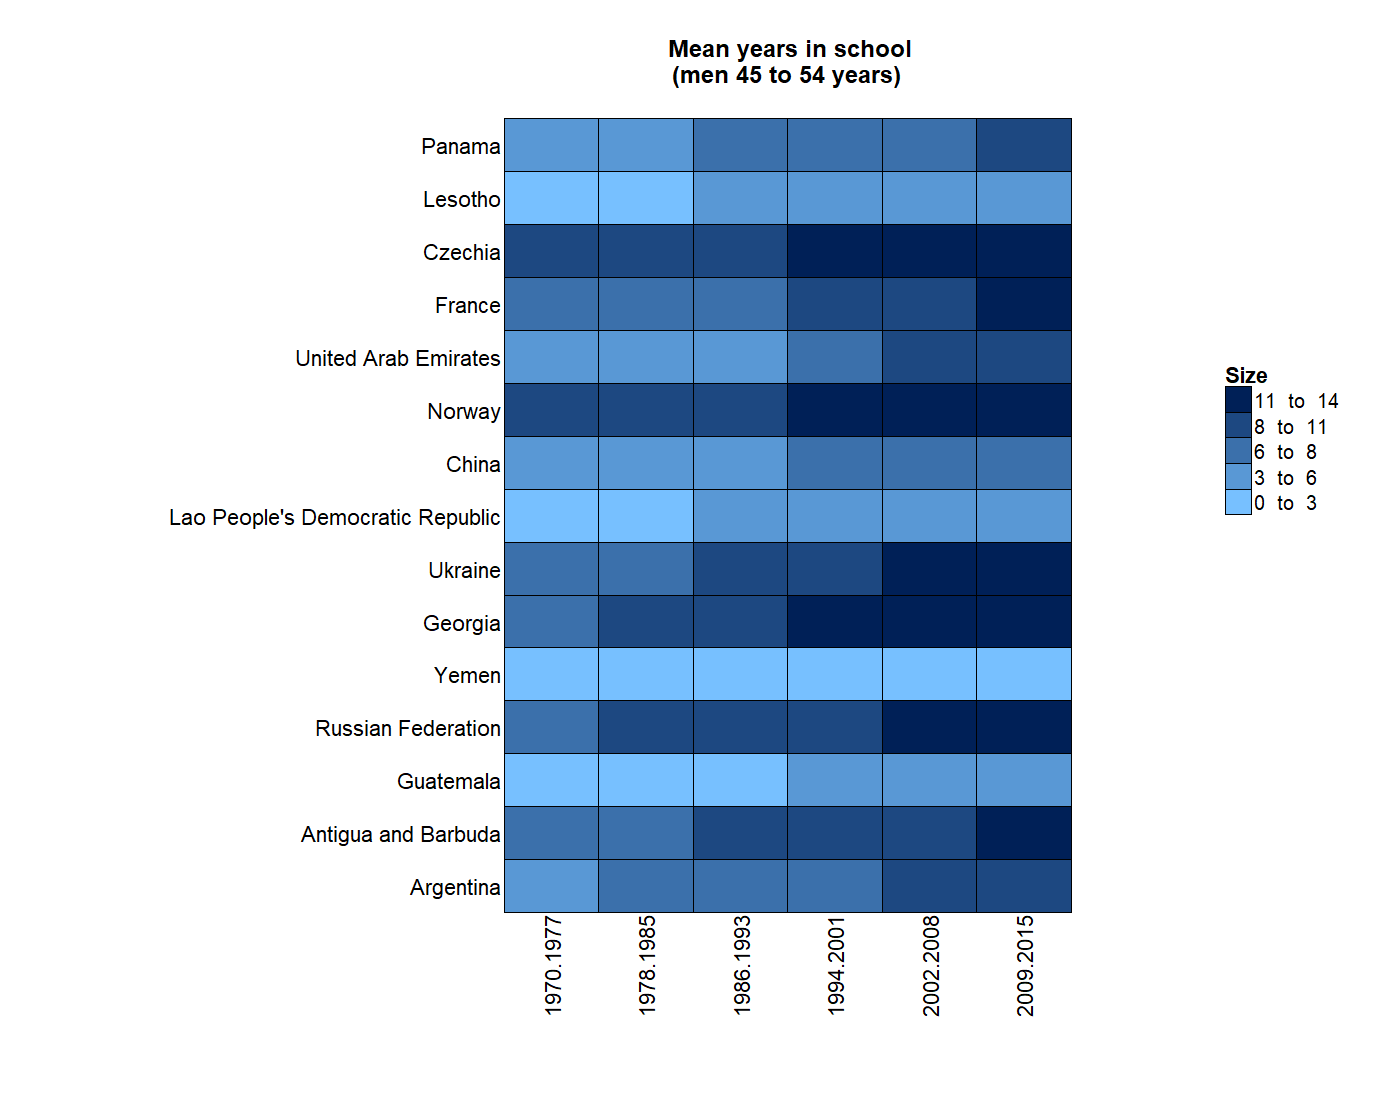 Mean years in school
(men 45 to 54 years)
Panama
Lesotho
Czechia
France
United Arab Emirates
Norway
China
Lao People's Democratic Republic
Ukraine
Georgia
Yemen
Russian Federation
Guatemala
Antigua and Barbuda
Argentina
1970.1977
1978.1985
1986.1993
1994.2001
2002.2008
2009.2015
Size
11 to 14
8 to 11
6 to 8
3 to 6
0 to 3